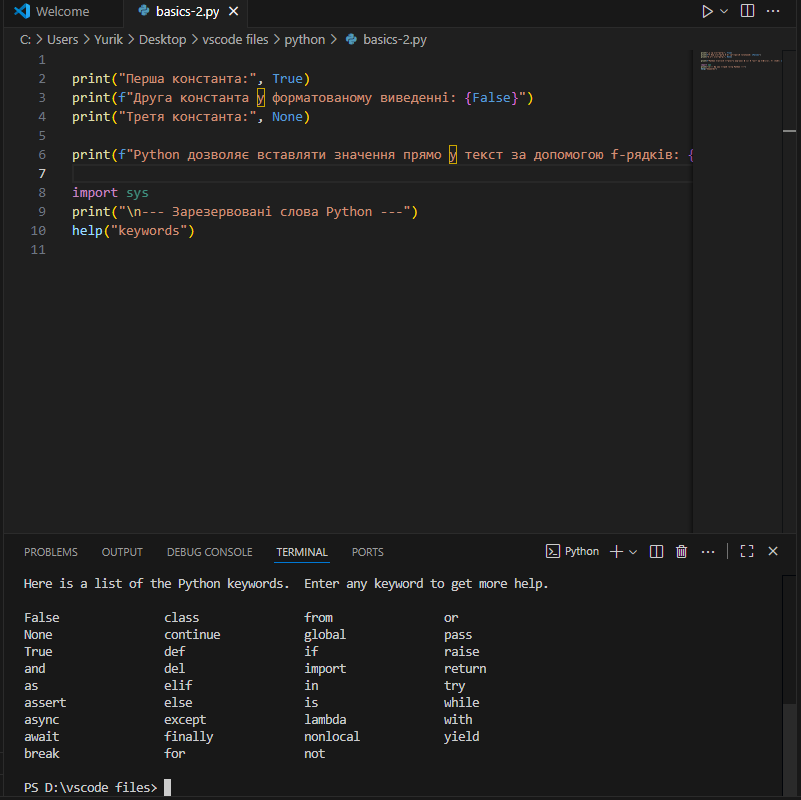 Welcome basics-2.py
C: > Users > Yurik > Desktop > vscode files > python > basics-2.py
1
2 print("Перша константа:", True)
3 print(f"Друга константа у форматованому виведенні: {False}")
4 print("Третя константа:", None)
5
6 print(f"Python дозволяє вставляти значення прямо у текст за допомогою f-рядків: {
7
8 import sys
9 print("\n--- Зарезервовані слова Python ---")
10 help("keywords")
11
PROBLEMS OUTPUT DEBUG CONSOLE TERMINAL PORTS Python
Here is a list of the Python keywords. Enter any keyword to get more help.
False class from or
None continue global pass
True def if raise
and del import return
as elif in try
assert else is while
async except lambda with
await finally nonlocal yield
break for not
PS D:\vscode files>